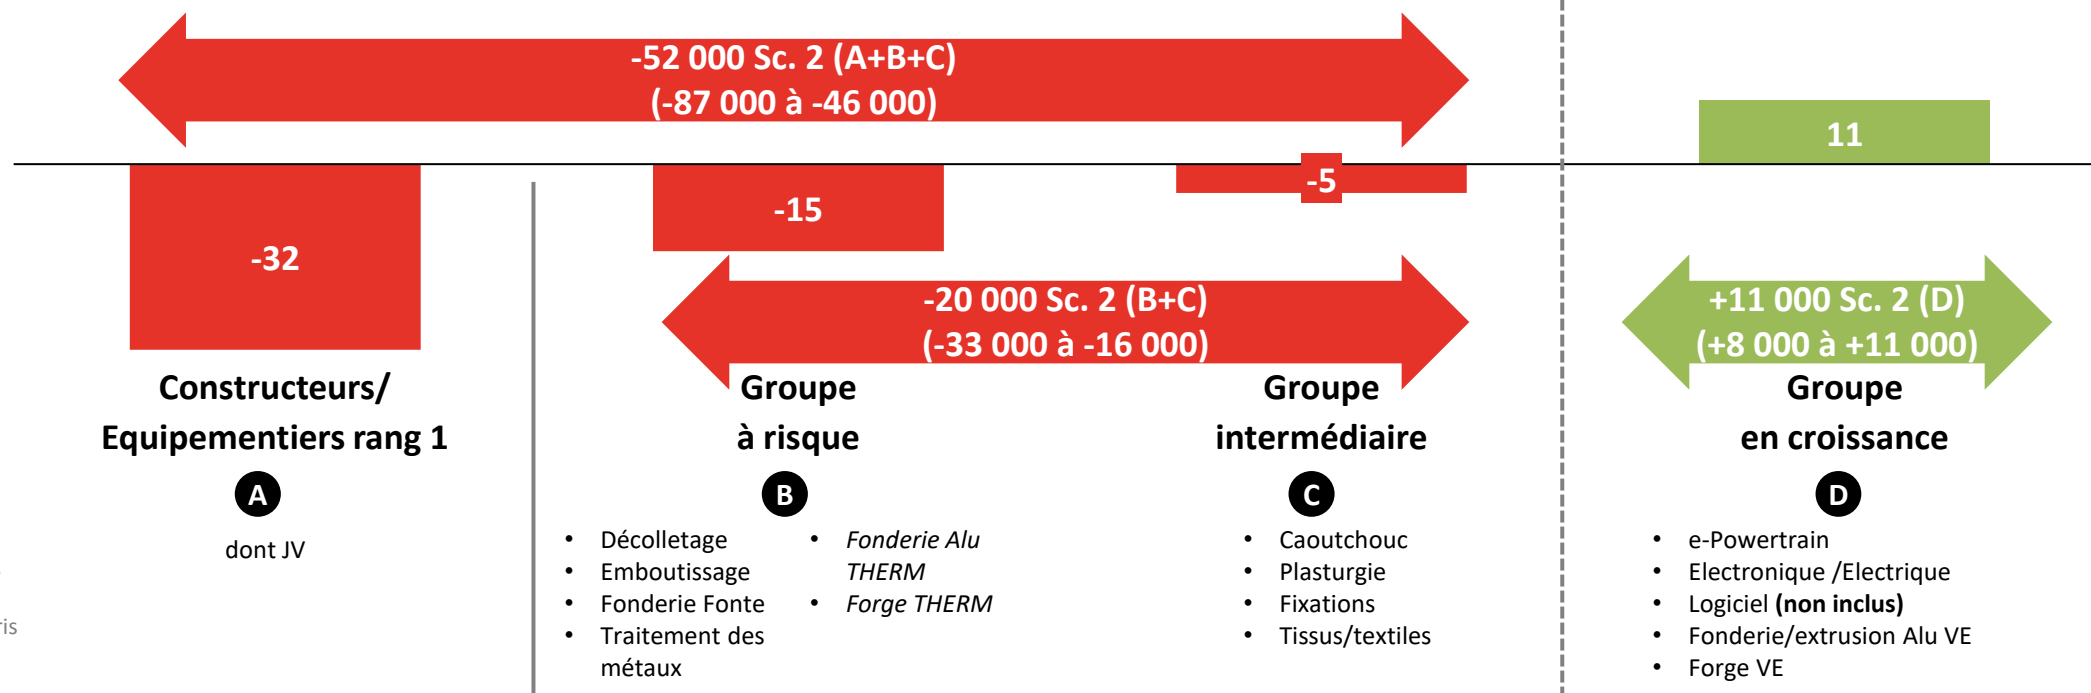 -52 000 Sc. 2 (A+B+C)
(-87 000 à -46 000)
11
-5
-15
-32
-20 000 Sc. 2 (B+C)
(-33 000 à -16 000)
+11 000 Sc. 2 (D)
(+8 000 à +11 000)
Constructeurs/
Equipementiers rang 1
A
dont JV
Groupe
à risque
B
• Décolletage
• Emboutissage
• Fonderie Fonte
• Traitement des
métaux
• Fonderie Alu
THERM
• Forge THERM
Groupe
intermédiaire
C
• Caoutchouc
• Plasturgie
• Fixations
• Tissus/textiles
Groupe
en croissance
D
• e-Powertrain
• Electronique /Electrique
• Logiciel (non inclus)
• Fonderie/extrusion Alu VE
• Forge VE
ris